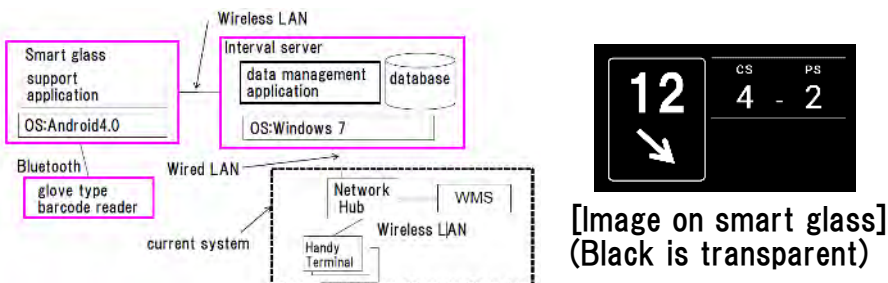 Wireless LAN
Smart glass
support
application
OS:Android4.0
Interval server
data management
application
database
OS:Windows 7
Bluetooth
glove type
barcode reader
Wired LAN
current system
Network
Hub
WMS
Wireless LAN
Handy
Terminal
12
CS PS
4 - 2
[Image on smart glass]
(Black is transparent)